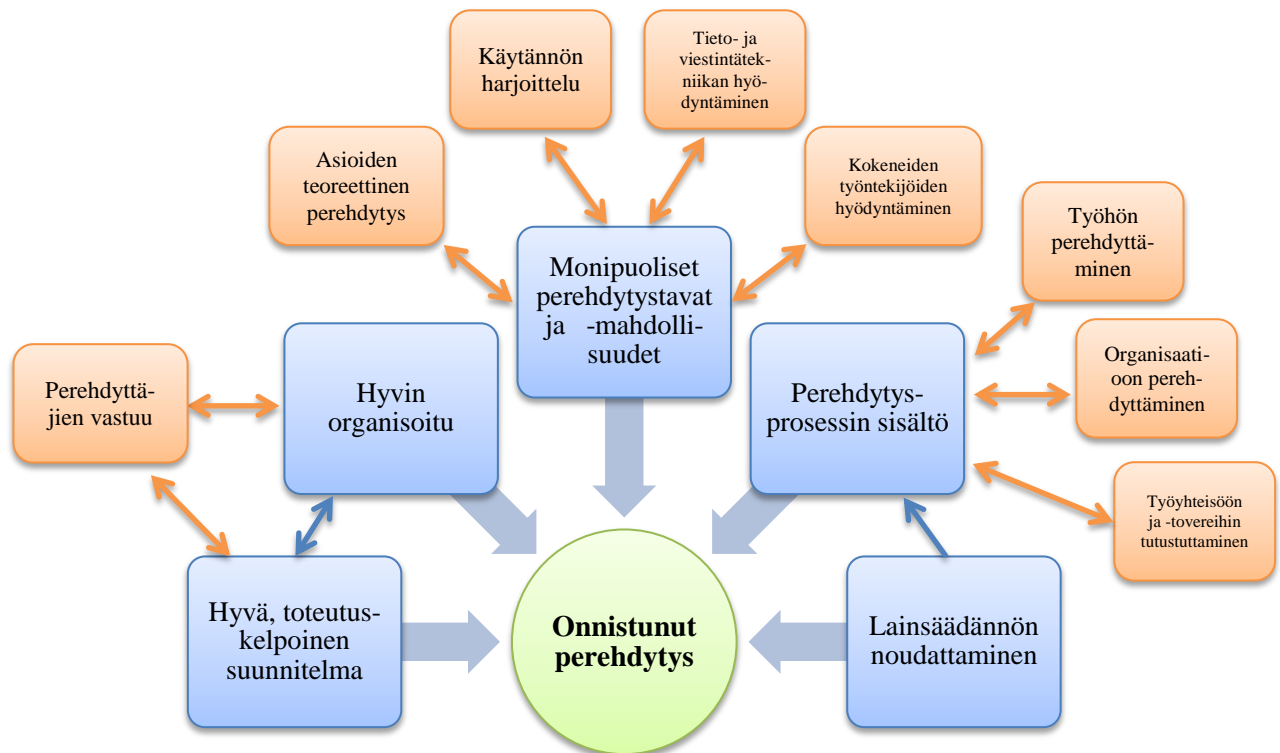 Tieto- ja
viestintätek-
niikan hyö-
dyntäminen
Käytännön
harjoittelu
Asioiden
teoreettinen
perehdytys
Kokeneiden
työntekijöiden
hyödyntäminen
Työhön
perehdyttä-
minen
Monipuoliset
perehdytystavat
ja -mahdolli-
suudet
Organisaati-
oon pereh-
dyttäminen
Perehdyttä-
jien vastuu
Hyvin
organisoitu
Perehdytys-
prosessin sisältö
Työyhteisöön
ja -tovereihin
tutustuttaminen
Hyvä, toteutus-
kelpoinen
suunnitelma
Onnistunut
perehdytys
Lainsäädännön
noudattaminen